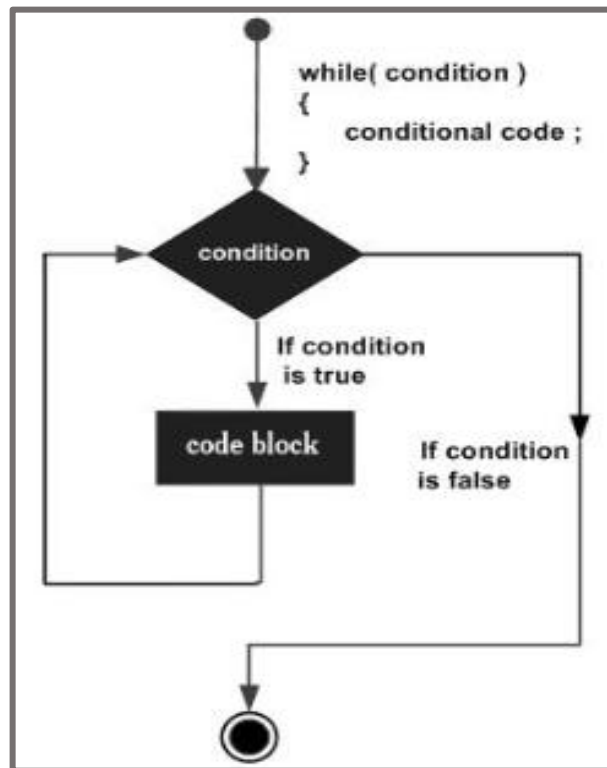 while( condition )
{
conditional code ;
}
condition
If condition
is true
code block
If condition
is false